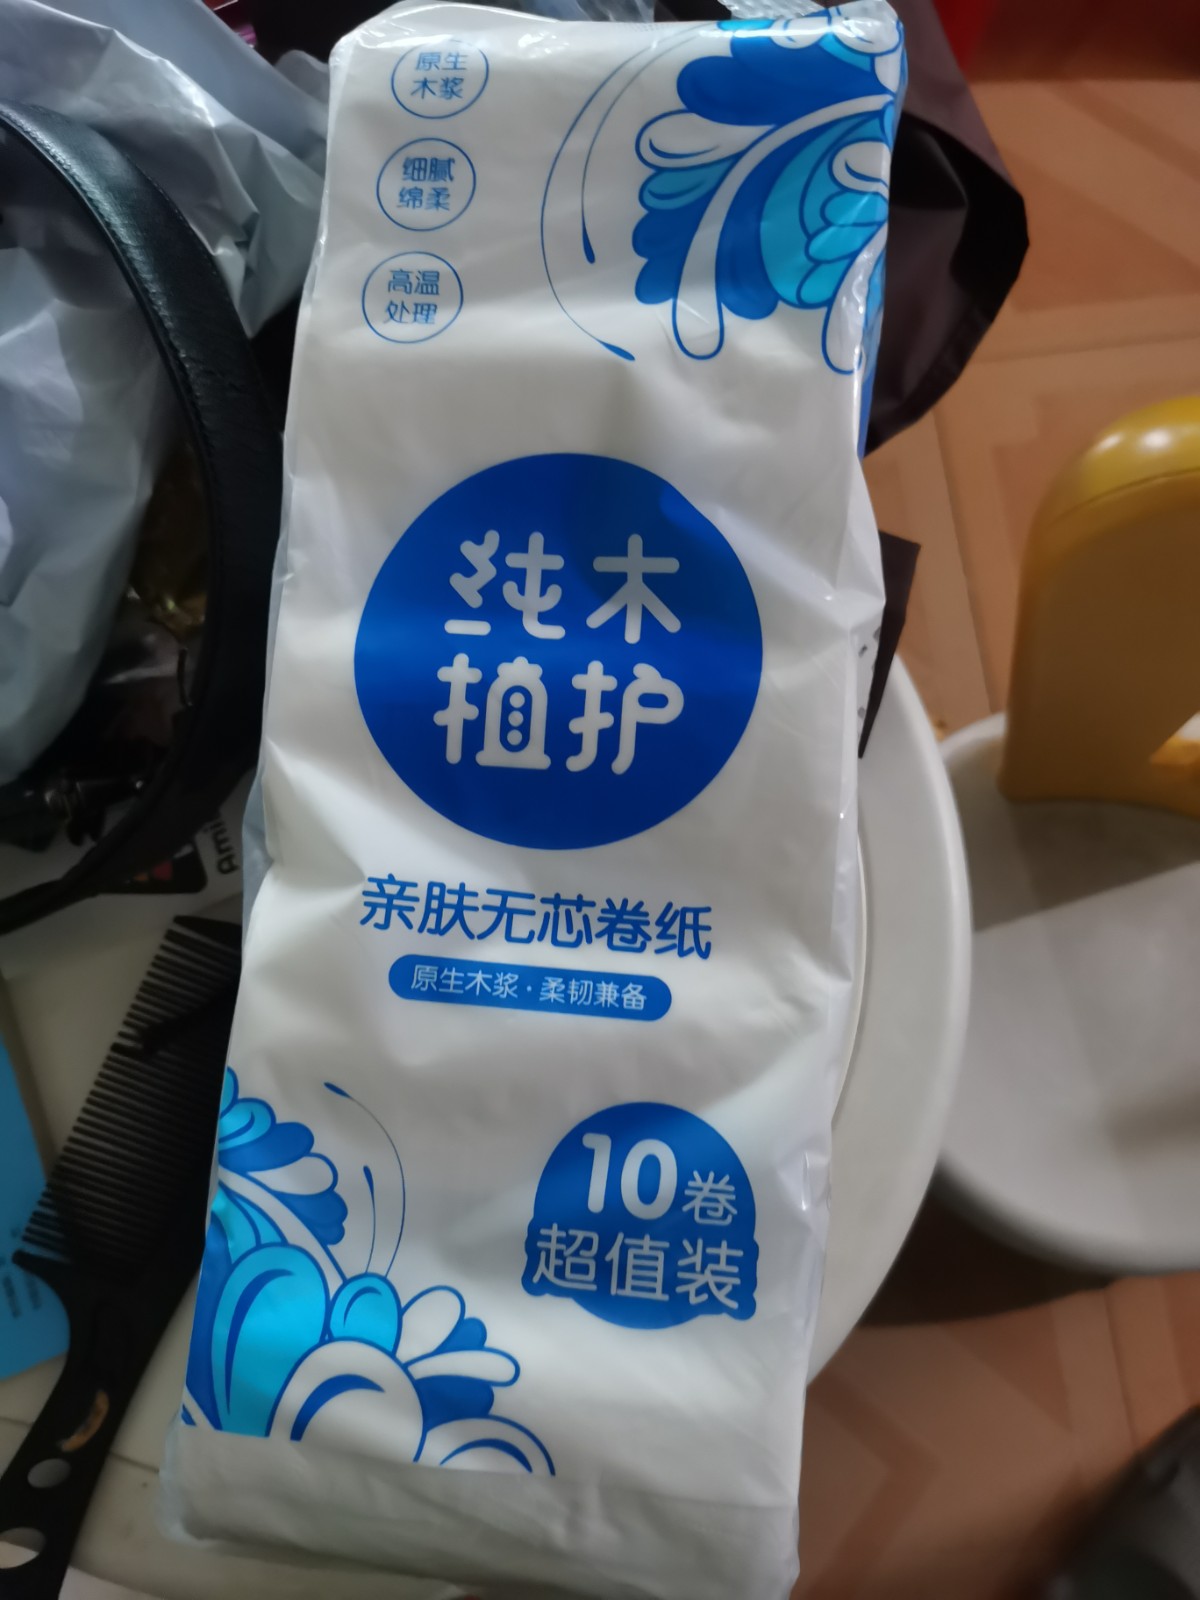 原生
木浆
细腻
绵柔
高温
处理
纯木
植护
亲肤无芯卷纸
原生木浆·柔韧兼备
10卷
超值装
Ami